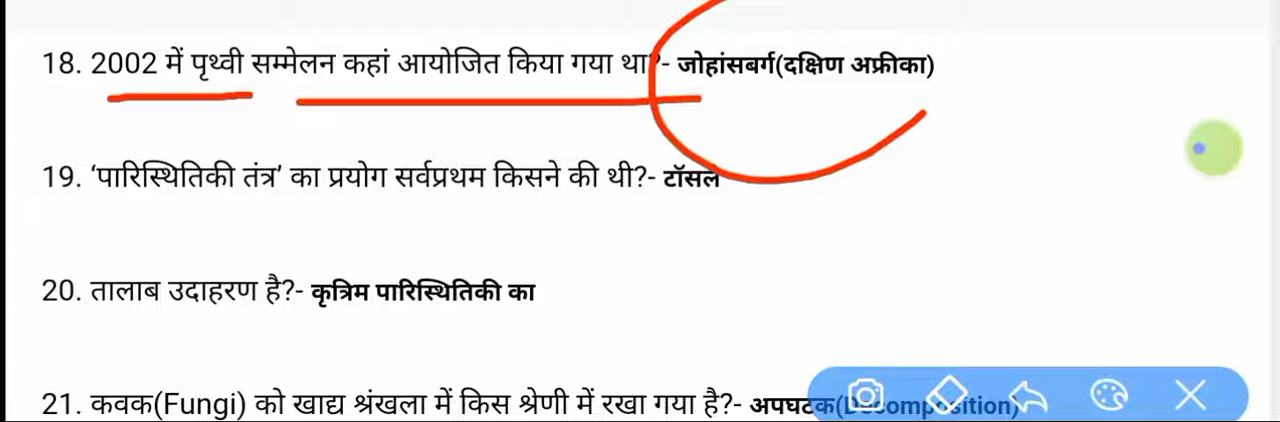 18. 2002 में पृथ्वी सम्मेलन कहां आयोजित किया गया था?- जोहांसबर्ग(दक्षिण अफ्रीका)
19. ‘पारिस्थितिकी तंत्र’ का प्रयोग सर्वप्रथम किसने की थी?- टॉसले
20. तालाब उदाहरण है?- कृत्रिम पारिस्थितिकी का
21. कवक(Fungi) को खाद्य श्रंखला में किस श्रेणी में रखा गया है?- अपघटक(Decomposition)